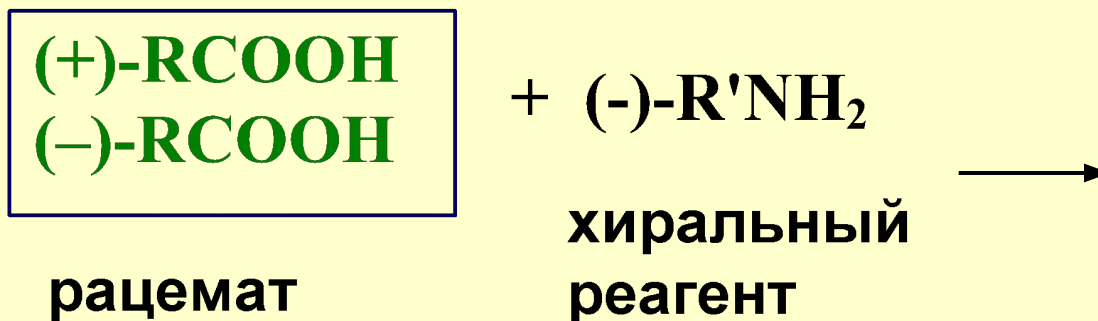 (+)-RCOOH
(–)-RCOOH
+ (-)-R'NH₂
хиральный
реагент
рацемат